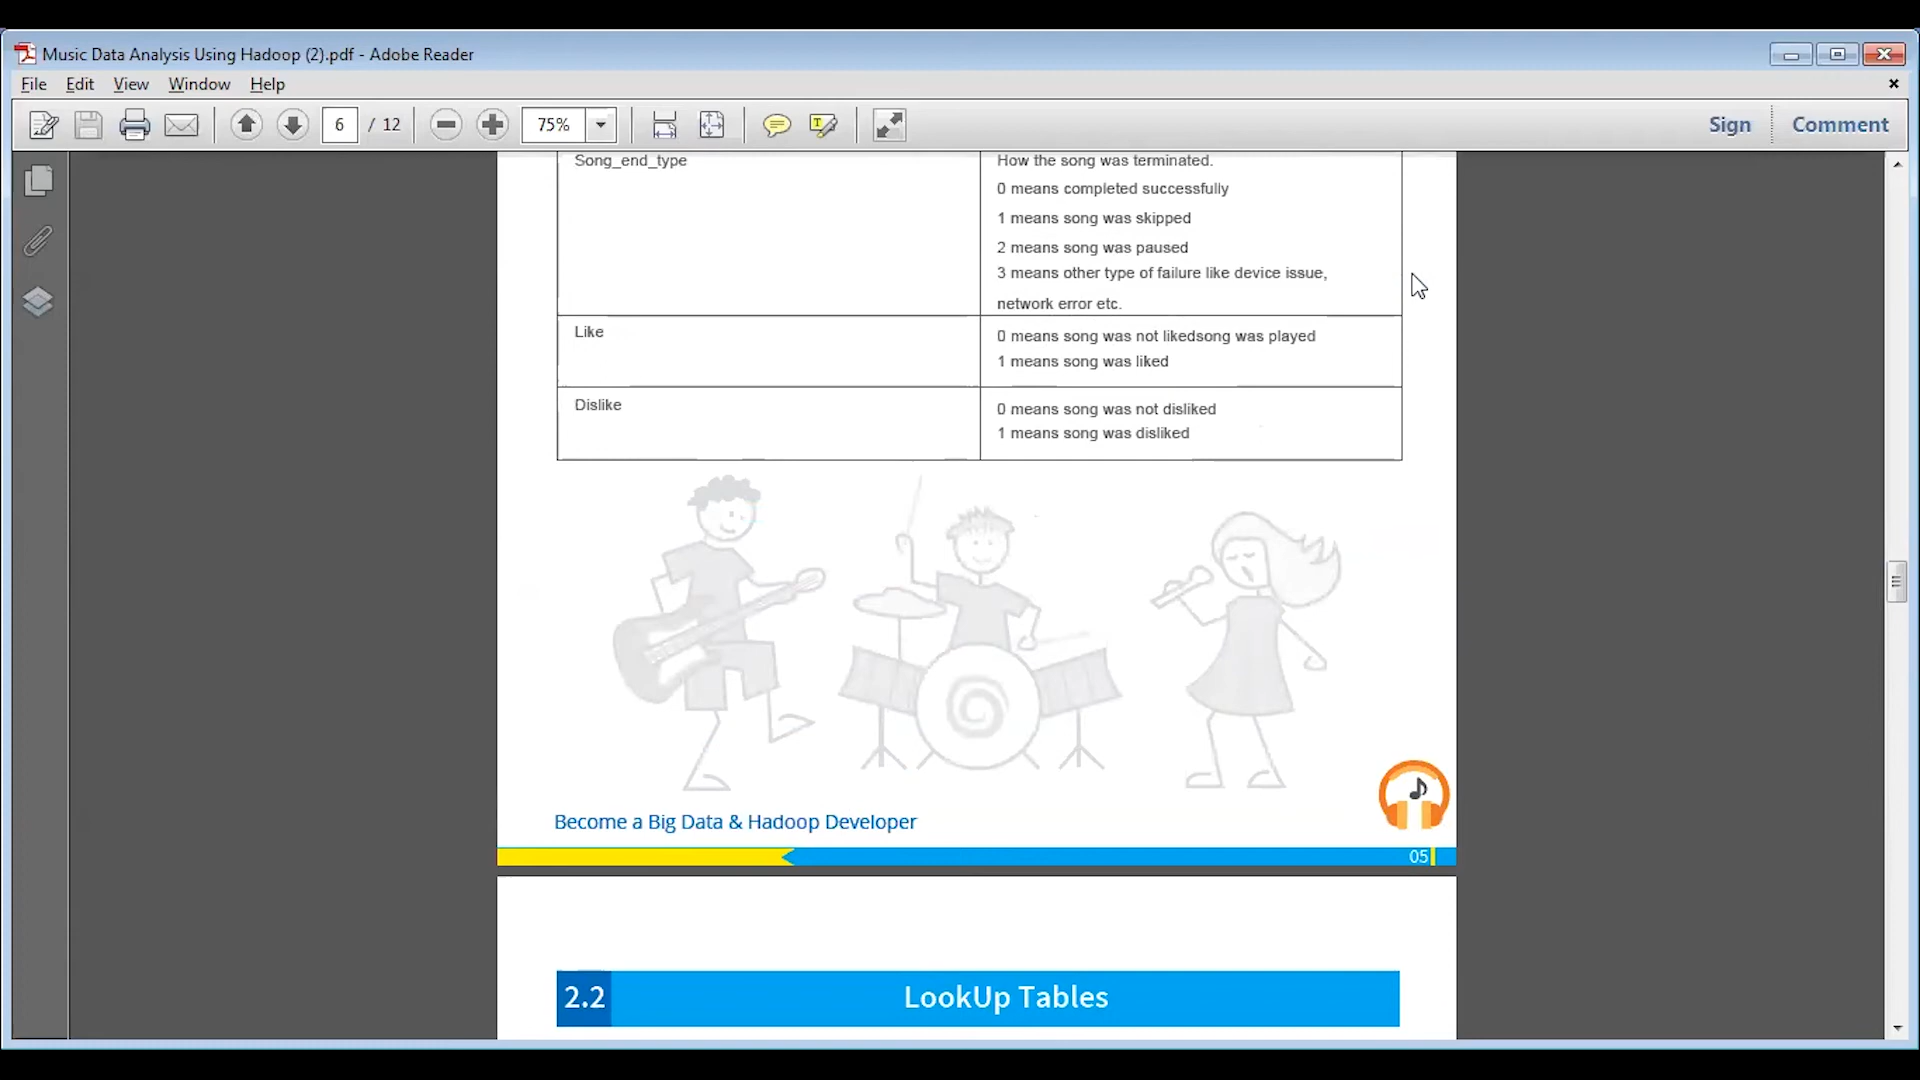 Music Data Analysis Using Hadoop (2).pdf - Adobe Reader
File Edit View Window Help
6 / 12 75% Sign Comment
Song_end_type
How the song was terminated.
0 means completed successfully
1 means song was skipped
2 means song was paused
3 means other type of failure like device issue,
network error etc.
Like
0 means song was not likedsong was played
1 means song was liked
Dislike
0 means song was not disliked
1 means song was disliked
Become a Big Data & Hadoop Developer
05
2.2 LookUp Tables